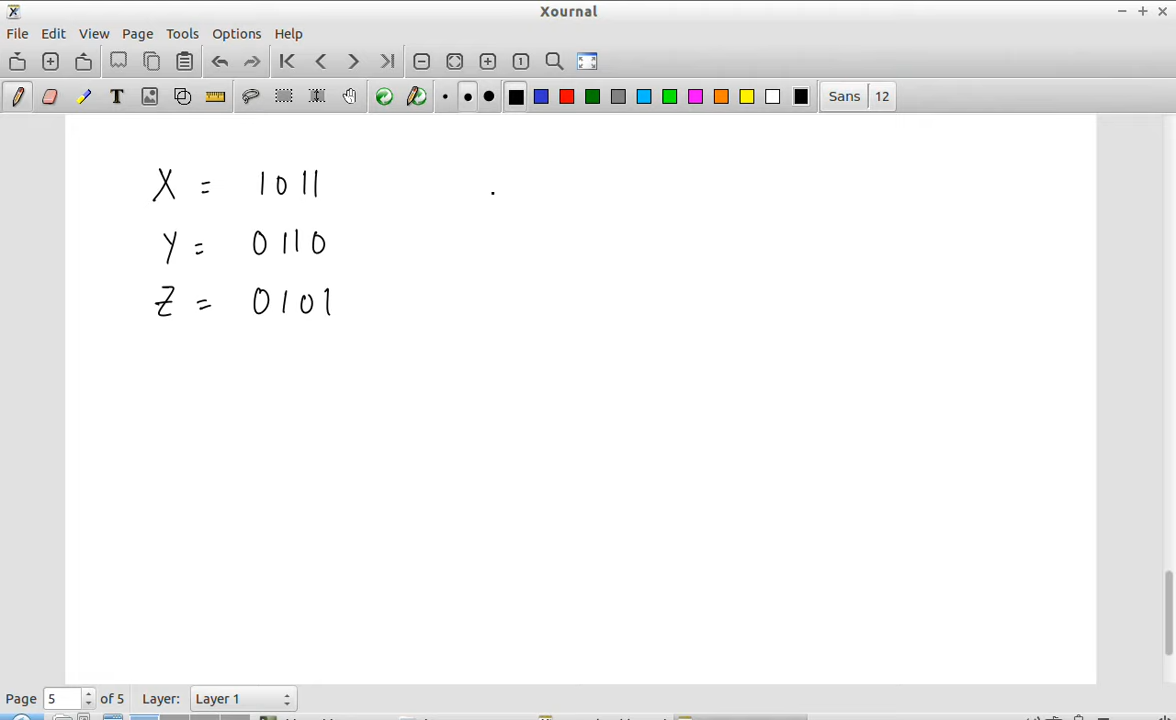 Xournal
File Edit View Page Tools Options Help
T Sans 12
X = 1011
Y = 0110
Z = 0101
Page 5 of 5 Layer: Layer 1